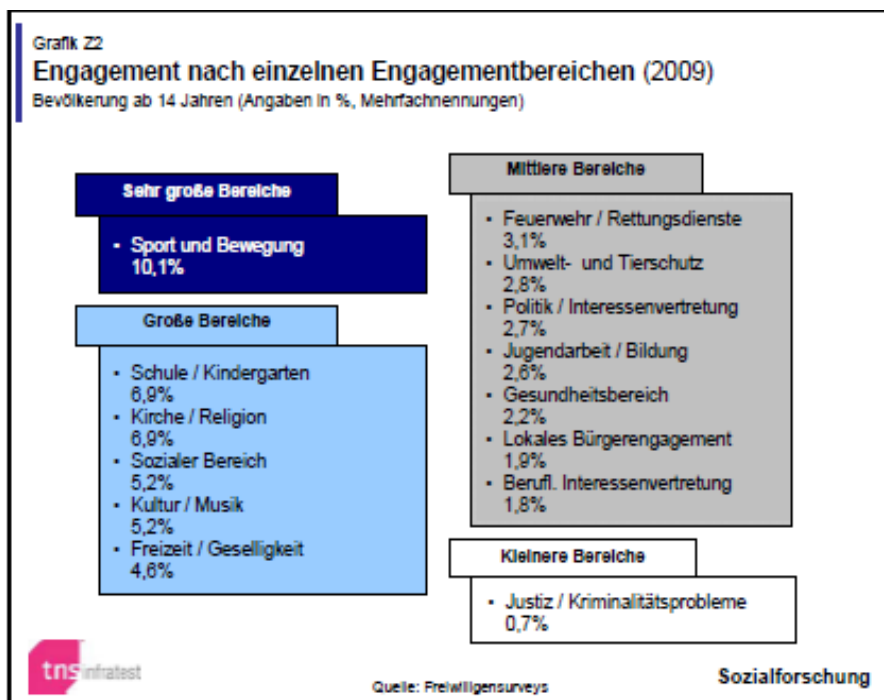 Grafik Z2
Engagement nach einzelnen Engagementbereichen (2009)
Bevölkerung ab 14 Jahren (Angaben in %, Mehrfachnennungen)
Sehr große Bereiche
Sport und Bewegung
10,1%
Große Bereiche
Schule / Kindergarten
6,9%
Kirche / Religion
6,9%
Sozialer Bereich
5,2%
Kultur / Musik
5,2%
Freizeit / Geselligkeit
4,6%
Mittlere Bereiche
Feuerwehr / Rettungsdienste
3,1%
Umwelt- und Tierschutz
2,8%
Politik / Interessenvertretung
2,7%
Jugendarbeit / Bildung
2,6%
Gesundheitsbereich
2,2%
Lokales Bürgerengagement
1,9%
Berufl. Interessenvertretung
1,8%
Kleinere Bereiche
Justiz / Kriminalitätsprobleme
0,7%
tns infratest
Quelle: Freiwilligensurveys
Sozialforschung